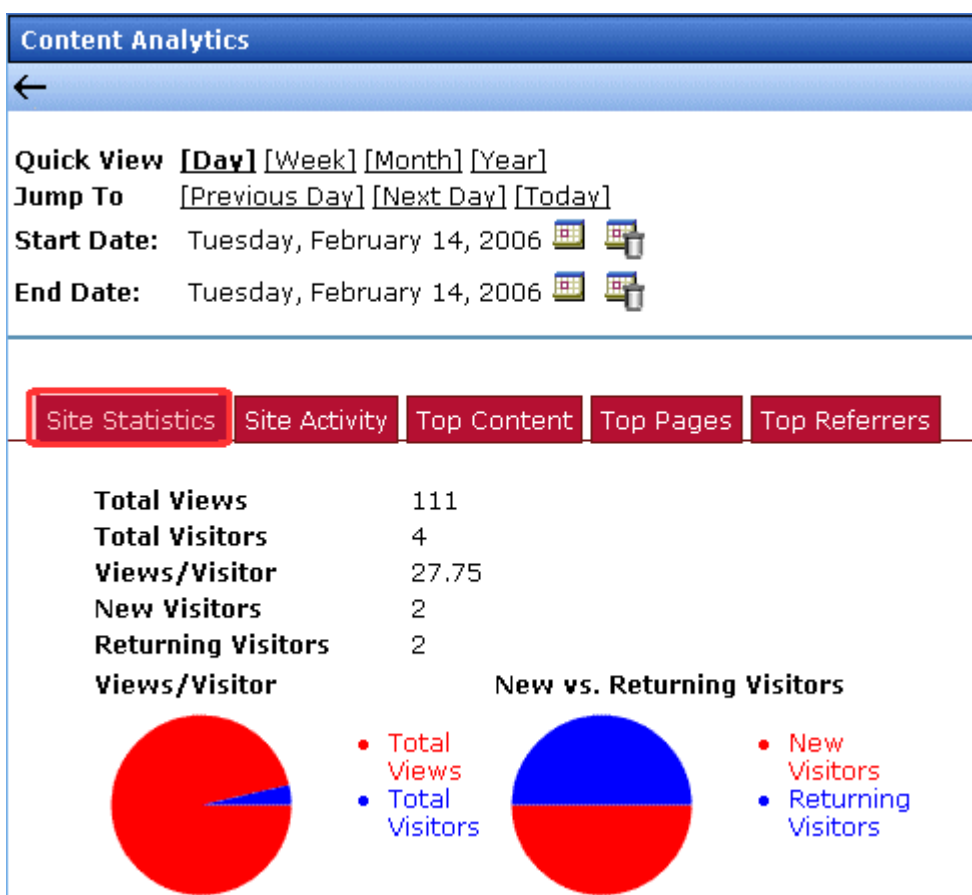 Content Analytics
Quick View [Day] [Week] [Month] [Year]
Jump To [Previous Day] [Next Day] [Today]
Start Date: Tuesday, February 14, 2006
End Date: Tuesday, February 14, 2006
Site Statistics Site Activity Top Content Top Pages Top Referrers
Total Views 111
Total Visitors 4
Views/Visitor 27.75
New Visitors 2
Returning Visitors 2
Views/Visitor New vs. Returning Visitors
Total
Views
Total
Visitors
New
Visitors
Returning
Visitors